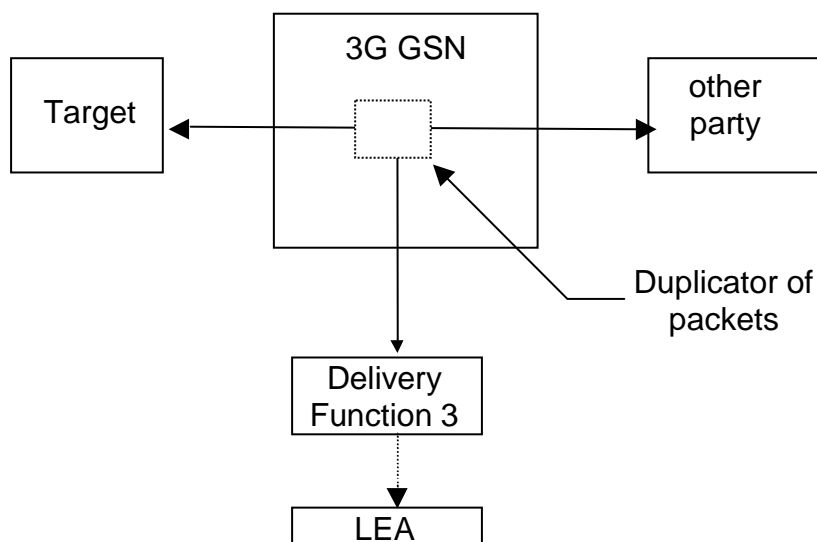 3G GSN
Target
other
party
Duplicator of
packets
Delivery
Function 3
LEA